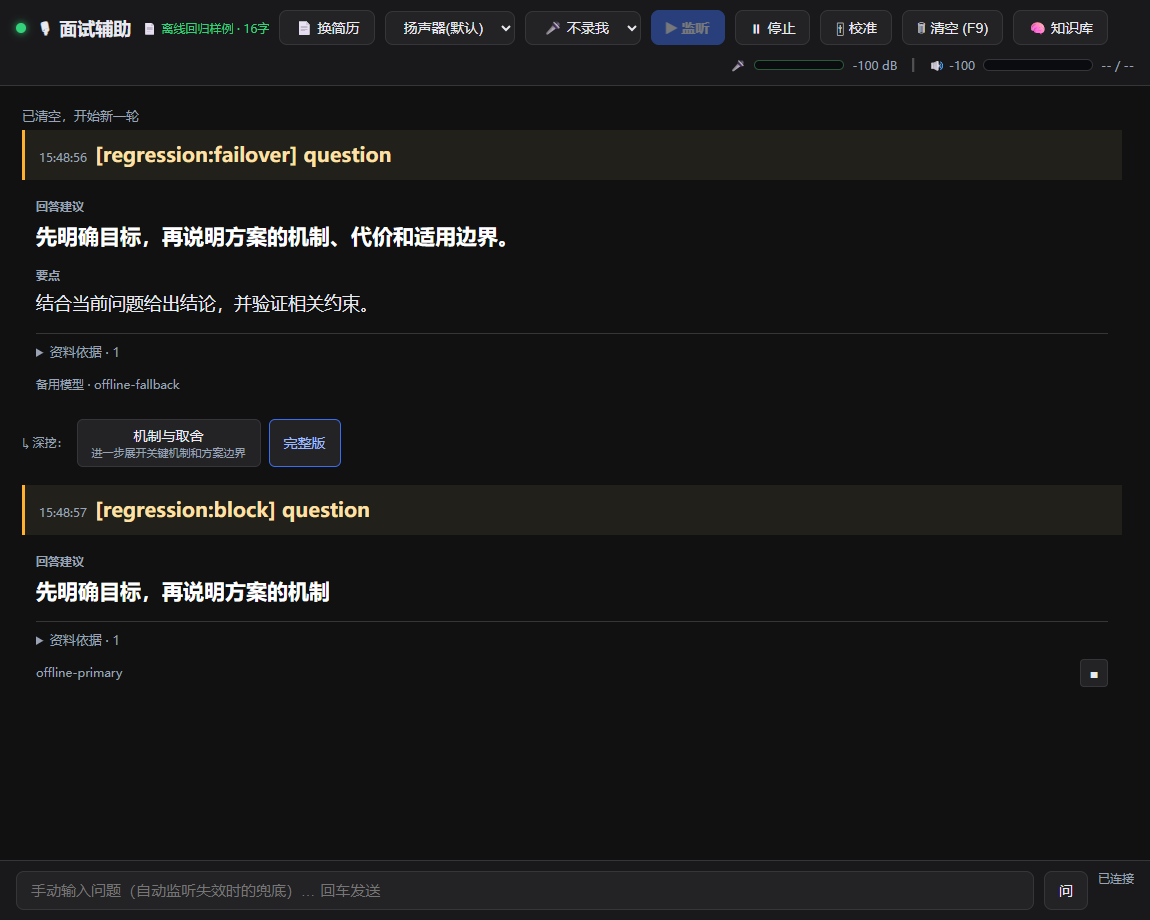 面试辅助 离线回归样例 · 16字 换简历 扬声器(默认) 不录我 监听 停止 校准 清空 (F9) 知识库
-100 dB | -100 -- / --
已清空，开始新一轮
15:48:56 [regression:failover] question
回答建议
先明确目标，再说明方案的机制、代价和适用边界。
要点
结合当前问题给出结论，并验证相关约束。
▶ 资料依据 · 1
备用模型 · offline-fallback
↳ 深挖： 机制与取舍 完整版
进一步展开关键机制和方案边界
15:48:57 [regression:block] question
回答建议
先明确目标，再说明方案的机制
▶ 资料依据 · 1
offline-primary
手动输入问题（自动监听失效时的兜底）… 回车发送 问 已连接